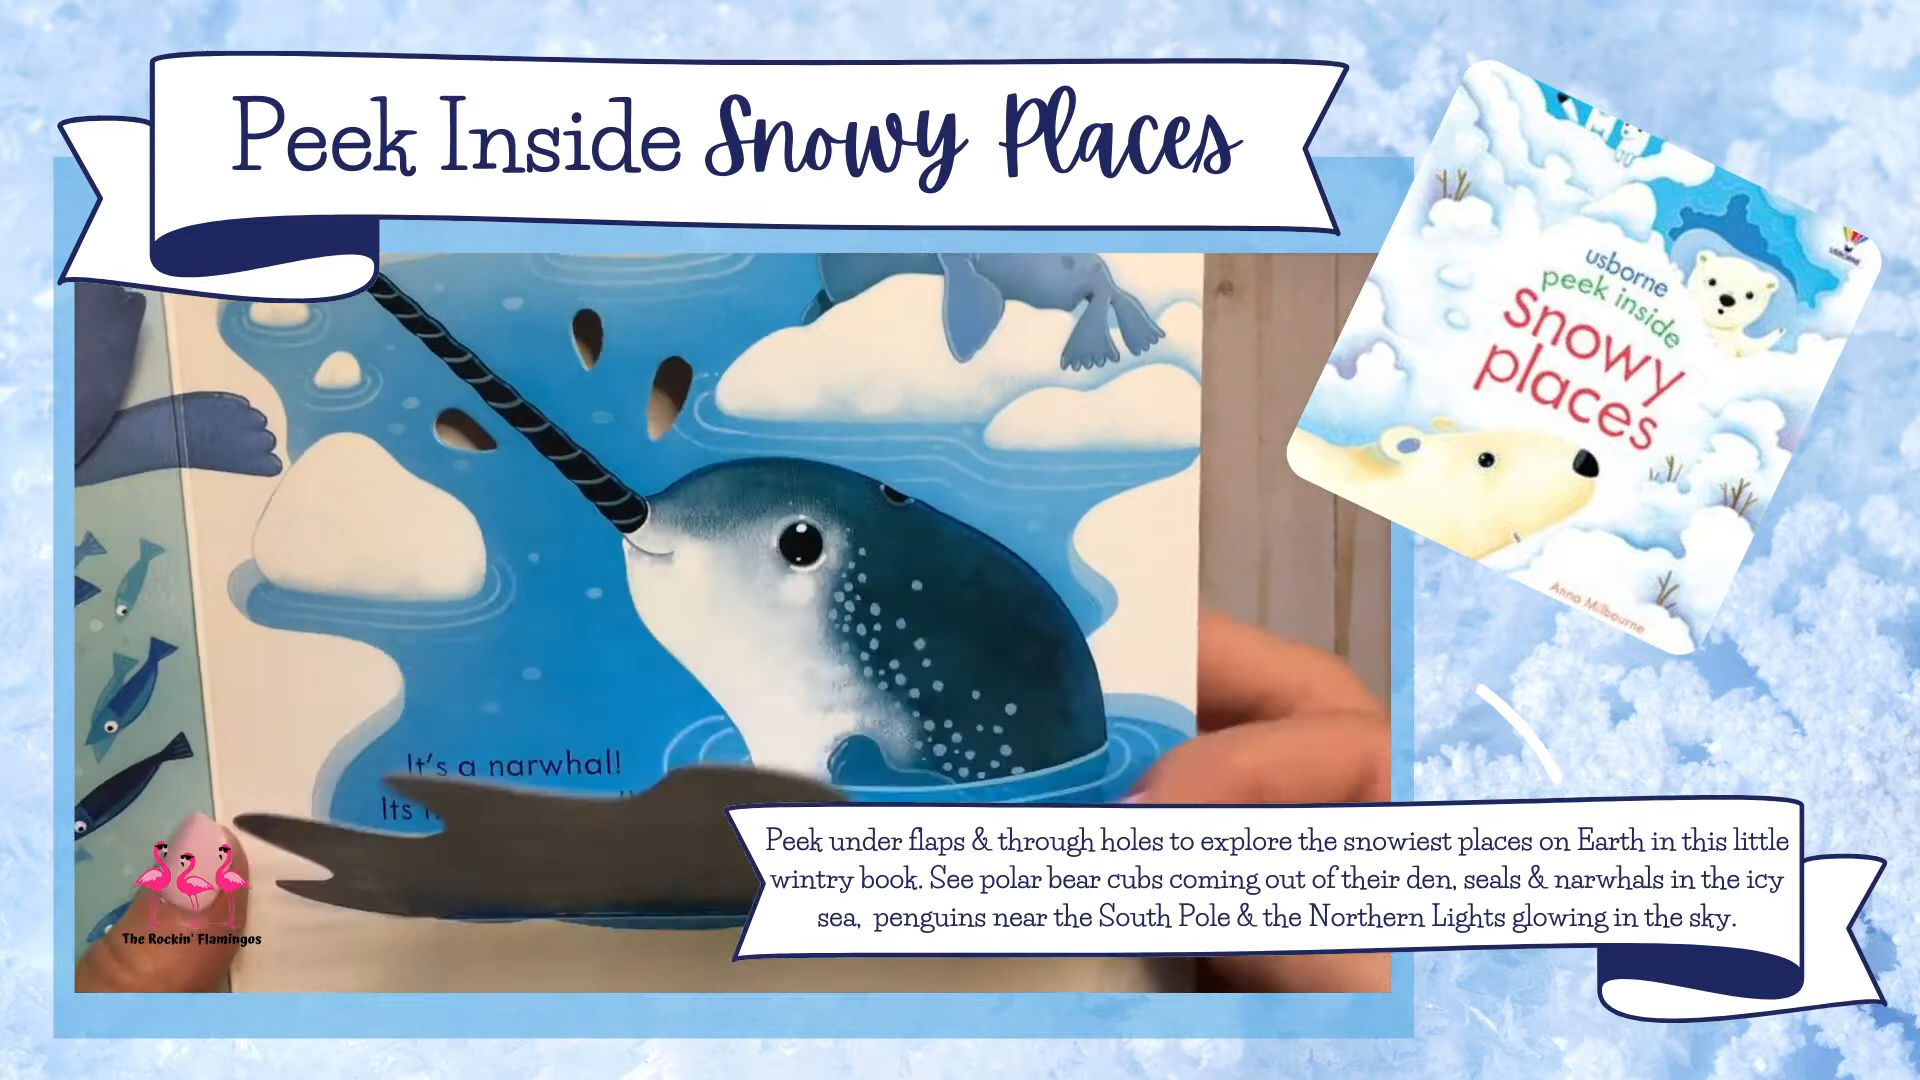 Peek Inside Snowy Places
usborne
peek inside
snowy
places
USBORNE
Anna Milbourne
It's a narwhal!
Its
Peek under flaps & through holes to explore the snowiest places on Earth in this little
wintry book. See polar bear cubs coming out of their den, seals & narwhals in the icy
sea, penguins near the South Pole & the Northern Lights glowing in the sky.
The Rockin' Flamingos